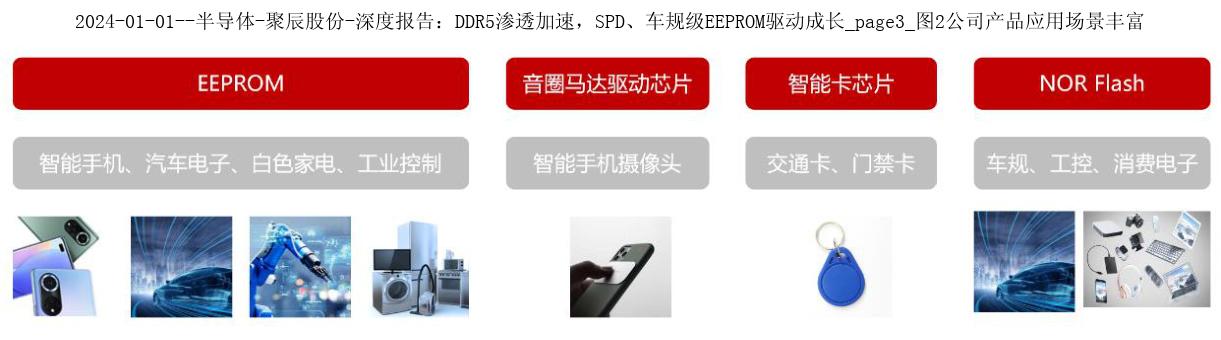 2024-01-01--半导体-聚辰股份-深度报告：DDR5渗透加速，SPD、车规级EEPROM驱动成长_page3_图2公司产品应用场景丰富
EEPROM
音圈马达驱动芯片
智能卡芯片
NOR Flash
智能手机、汽车电子、白色家电、工业控制
智能手机摄像头
交通卡、门禁卡
车规、工控、消费电子